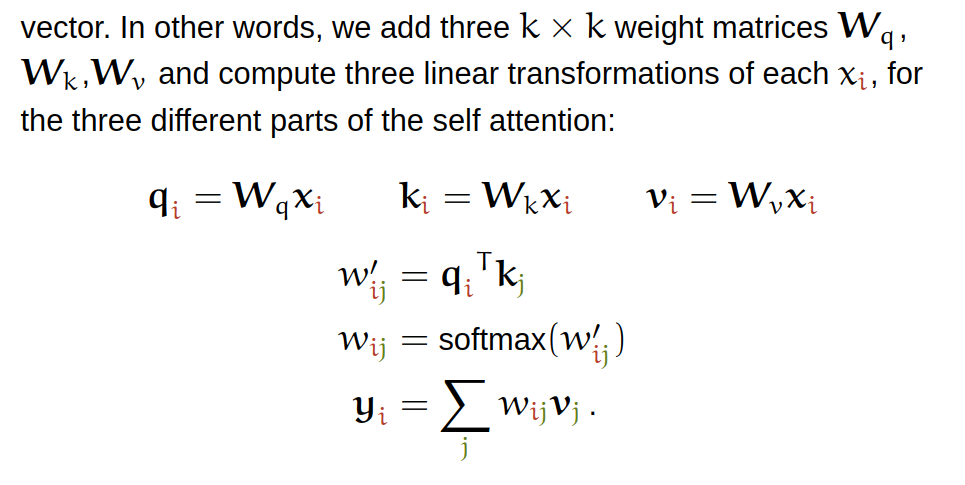 vector. In other words, we add three k × k weight matrices W_q,
W_k, W_v and compute three linear transformations of each x_i, for
the three different parts of the self attention:
q_i = W_q x_i k_i = W_k x_i v_i = W_v x_i
w′_ij = q_i^T k_j
w_ij = softmax(w′_ij)
y_i = ∑_j w_ij v_j .